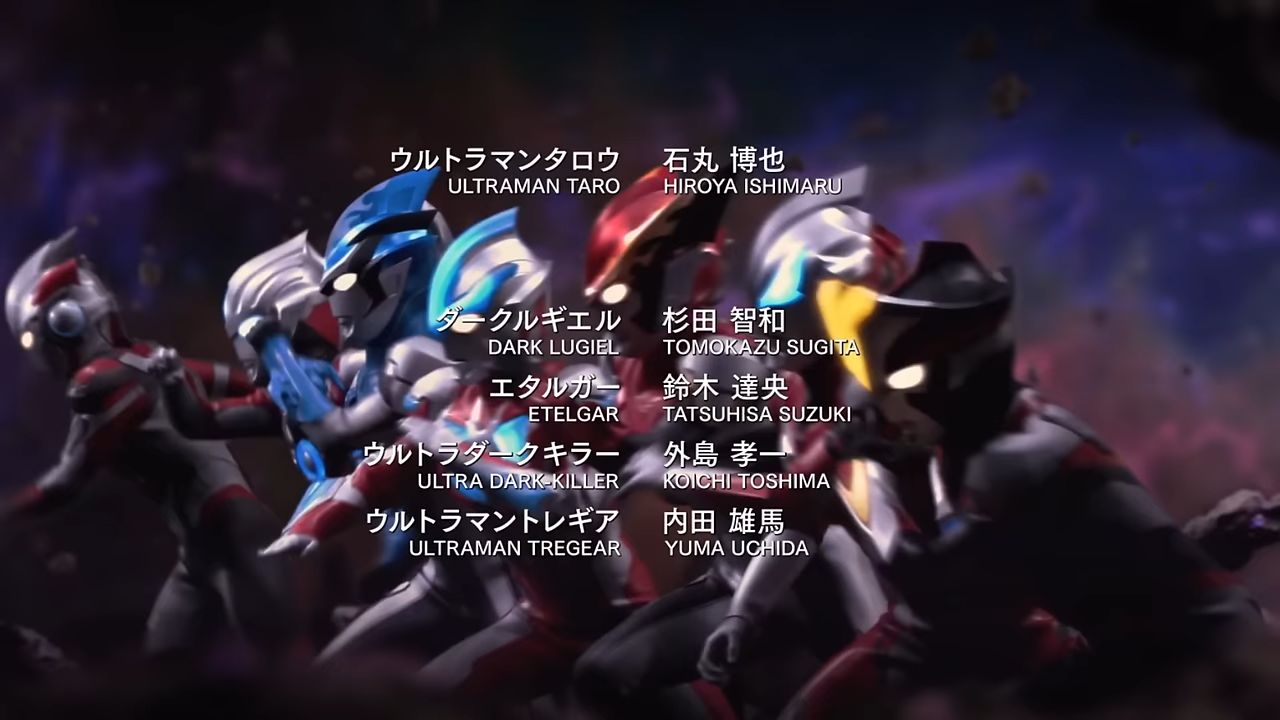 ウルトラマンタロウ 石丸 博也
ULTRAMAN TARO HIROYA ISHIMARU
ダークルギエル 杉田 智和
DARK LUGIEL TOMOKAZU SUGITA
エタルガー 鈴木 達央
ETELGAR TATSUHISA SUZUKI
ウルトラダークキラー 外島 孝一
ULTRA DARK-KILLER KOICHI TOSHIMA
ウルトラマントレギア 内田 雄馬
ULTRAMAN TREGEAR YUMA UCHIDA